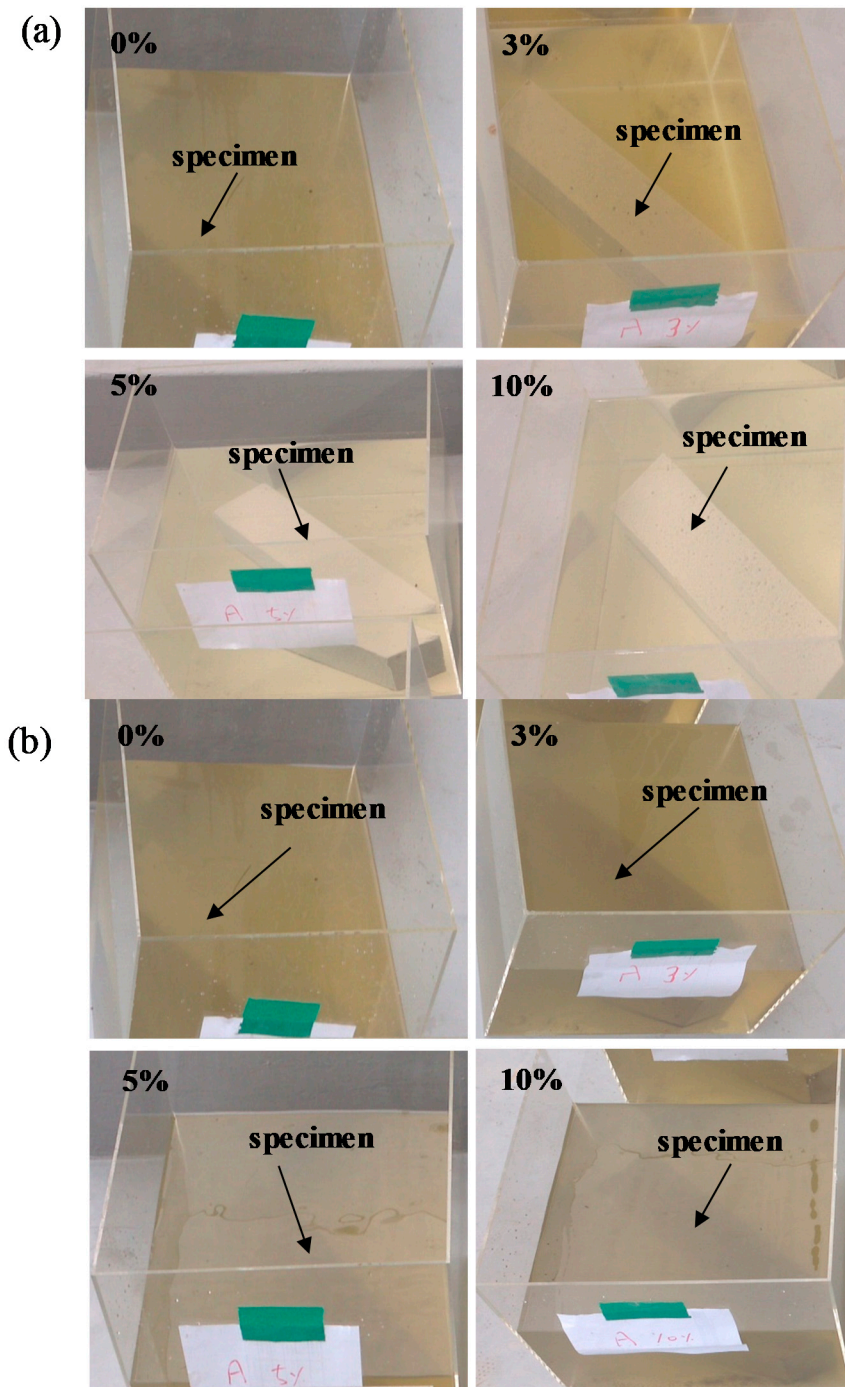 (a)
0%
specimen
3%
specimen
A 3%
5%
specimen
A 5%
10%
specimen
(b)
0%
specimen
3%
specimen
A 3%
5%
specimen
A 5%
10%
specimen
A 10%